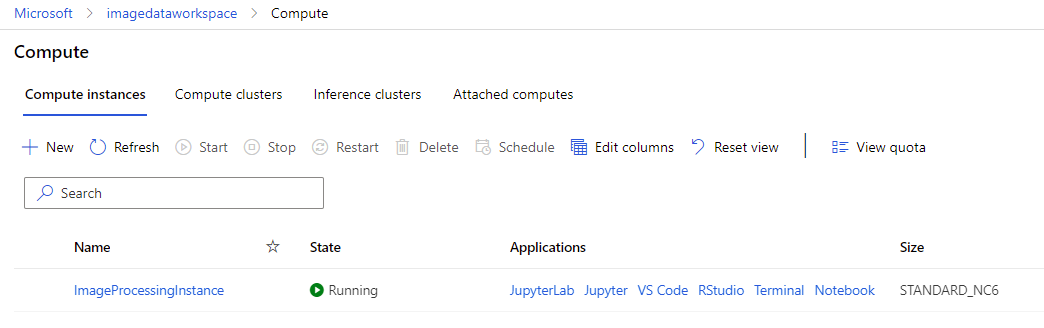 Microsoft > imagedataworkspace > Compute
Compute
Compute instances Compute clusters Inference clusters Attached computes
New Refresh Start Stop Restart Delete Schedule Edit columns Reset view View quota
Search
Name State Applications Size
ImageProcessingInstance Running JupyterLab Jupyter VS Code RStudio Terminal Notebook STANDARD_NC6